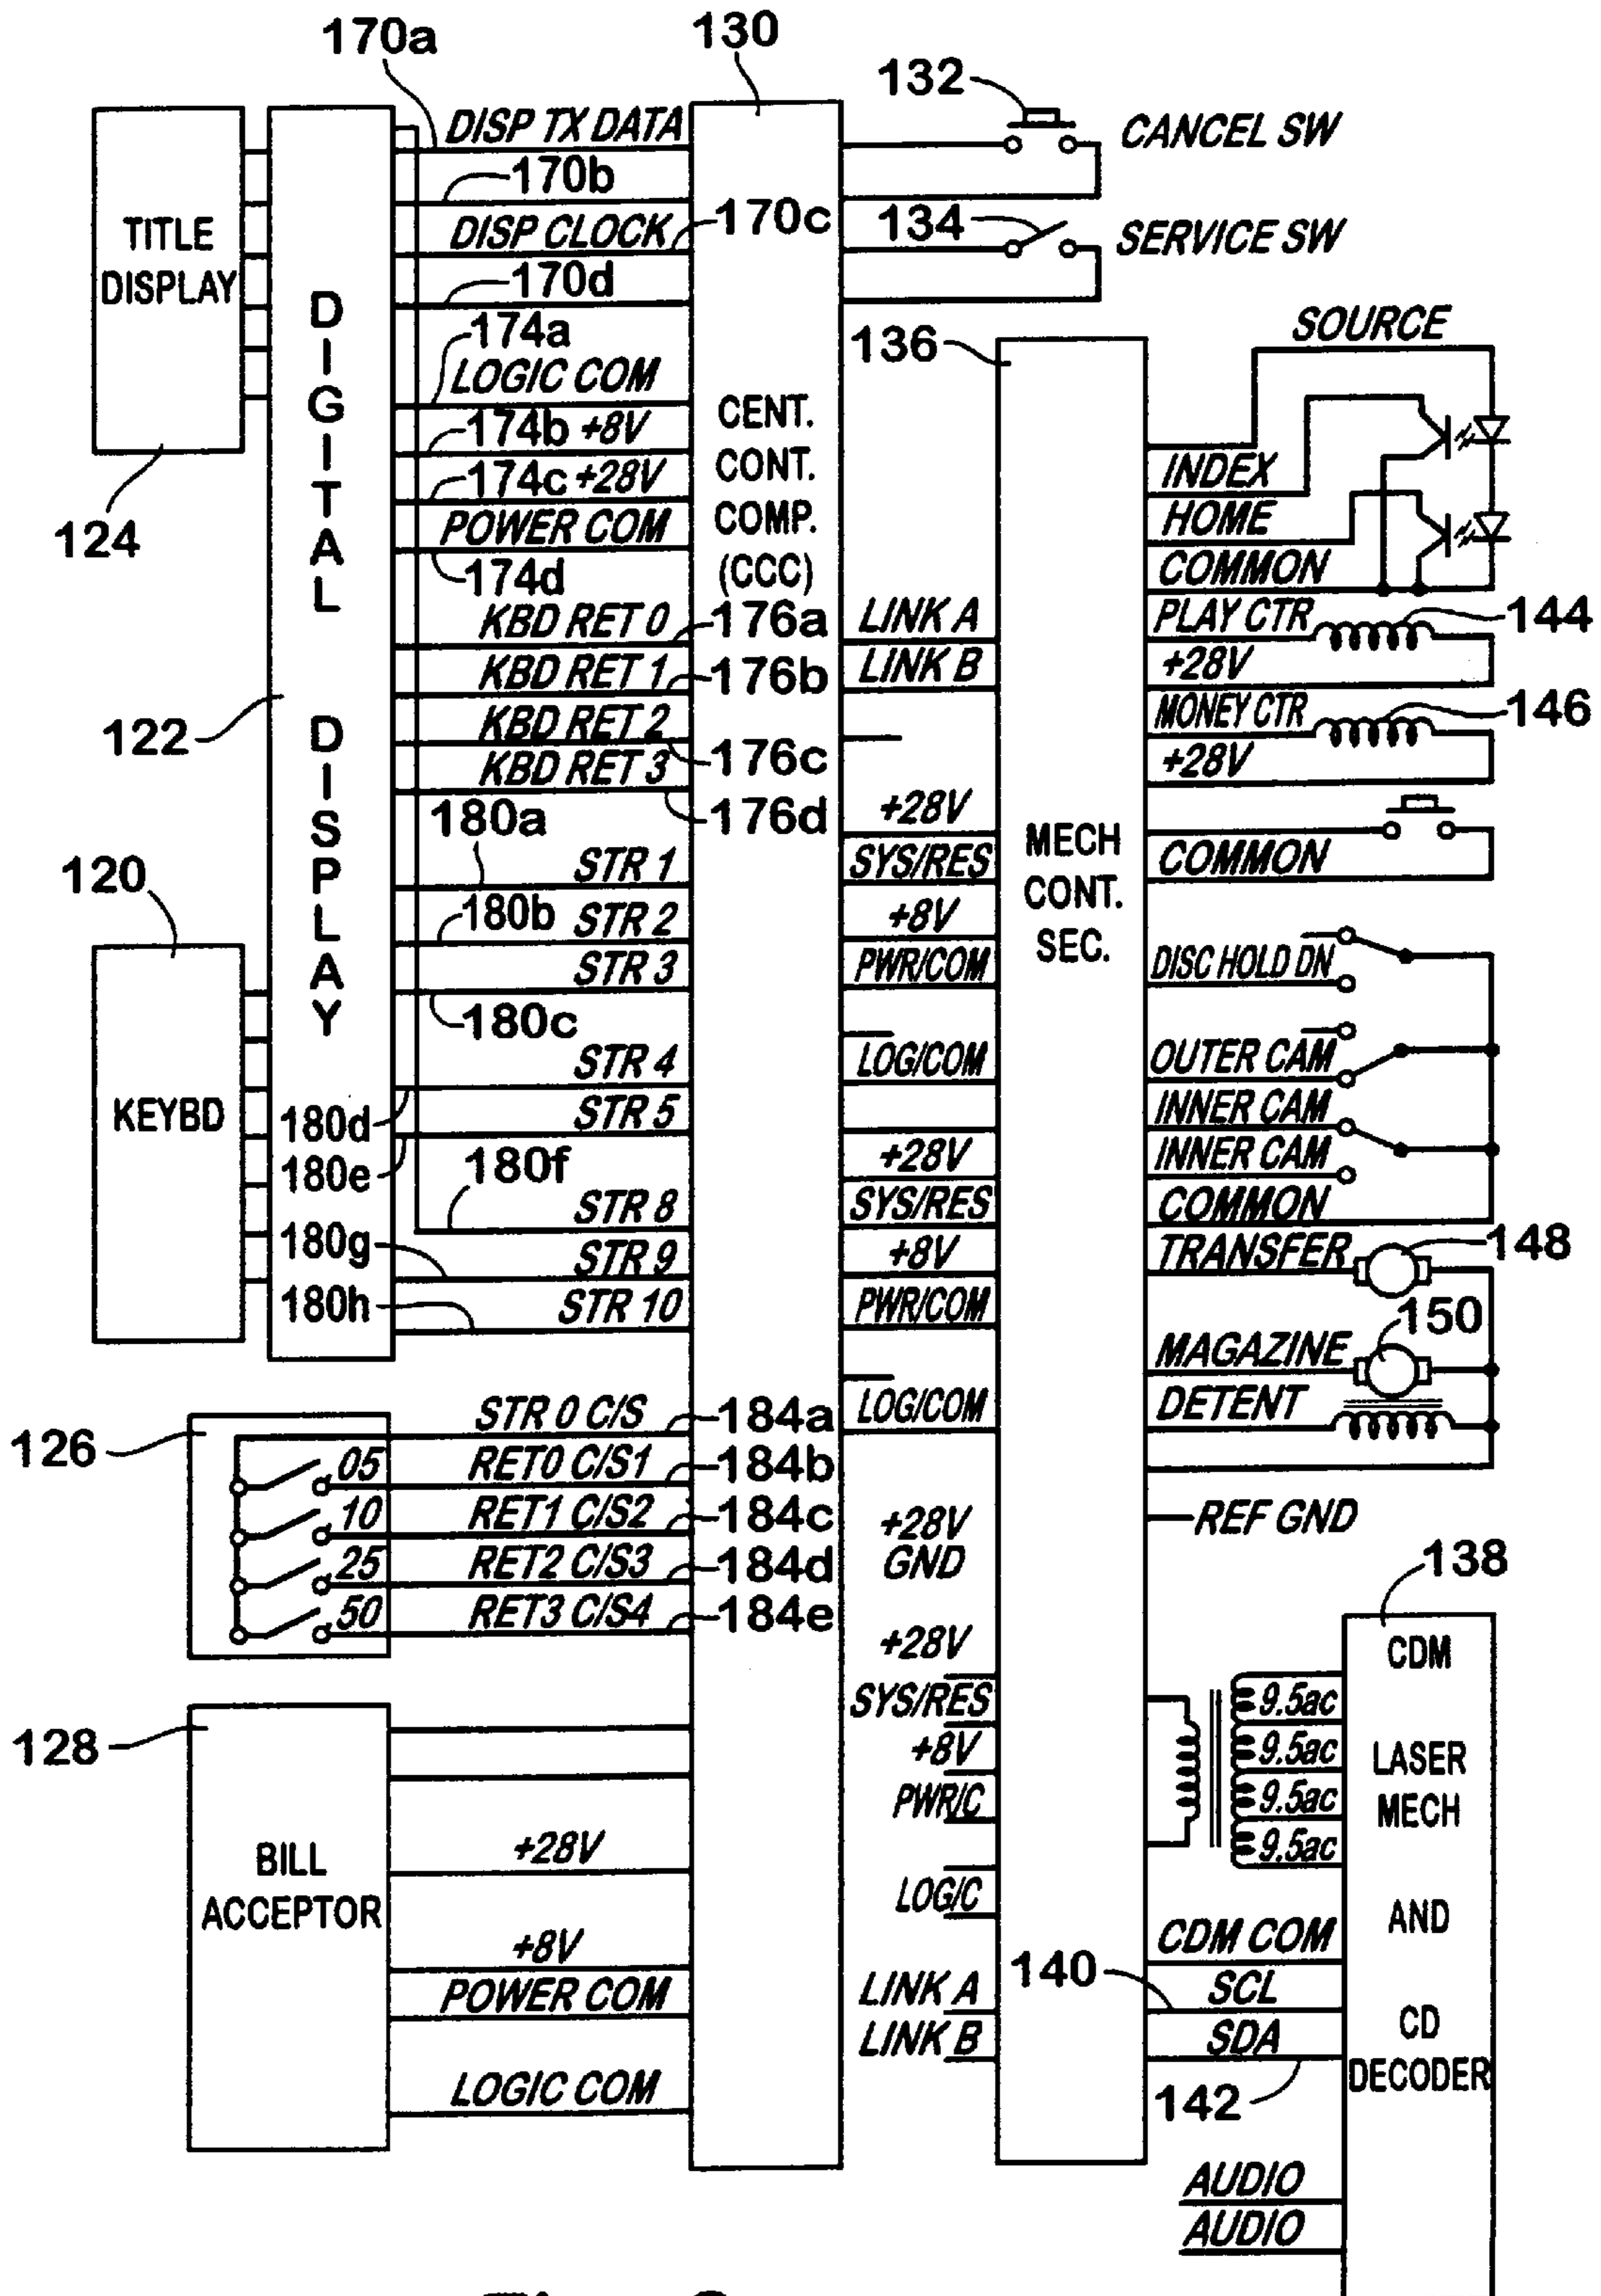 170a
130
132
CANCEL SW
DISP TX DATA
170b
DISP CLOCK
170c
134
SERVICE SW
170d
TITLE
DISPLAY
124
174a
LOGIC COM
174b +8V
174c +28V
POWER COM
174d
KBD RET 0
176a
KBD RET 1
176b
KBD RET 2
176c
KBD RET 3
176d
DIGITAL
DISPLAY
122
120
KEYBD
180a
STR 1
180b
STR 2
STR 3
180c
STR 4
180d
STR 5
180e
180f
STR 8
180g
STR 9
180h
STR 10
CENT.
CONT.
COMP.
(CCC)
136
LINK A
LINK B
+28V
SYS/RES
+8V
PWR/COM
LOG/COM
+28V
SYS/RES
+8V
PWR/COM
LOG/COM
+28V
GND
+28V
SYS/RES
+8V
PWR/C
LOG/C
LINK A
LINK B
MECH
CONT.
SEC.
SOURCE
INDEX
HOME
COMMON
PLAY CTR
144
+28V
MONEY CTR
146
+28V
COMMON
DISC HOLD DN
OUTER CAM
INNER CAM
INNER CAM
COMMON
TRANSFER
148
150
MAGAZINE
DETENT
REF GND
138
CDM
9.5ac
9.5ac
9.5ac
9.5ac
LASER
MECH
AND
CD
DECODER
CDM COM
140
SCL
SDA
142
AUDIO
AUDIO
126
STR 0 C/S
184a
05
RET0 C/S1
184b
10
RET1 C/S2
184c
25
RET2 C/S3
184d
50
RET3 C/S4
184e
128
BILL
ACCEPTOR
+28V
+8V
POWER COM
LOGIC COM